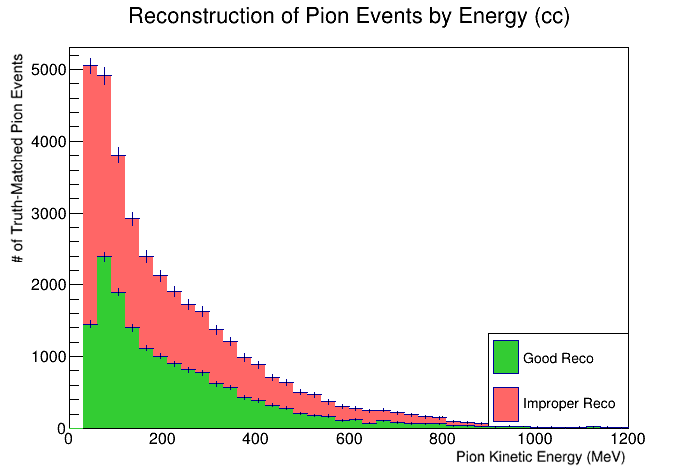 Reconstruction of Pion Events by Energy (cc)
# of Truth-Matched Pion Events
5000
4000
3000
2000
1000
0
Good Reco
Improper Reco
0 200 400 600 800 1000 1200
Pion Kinetic Energy (MeV)